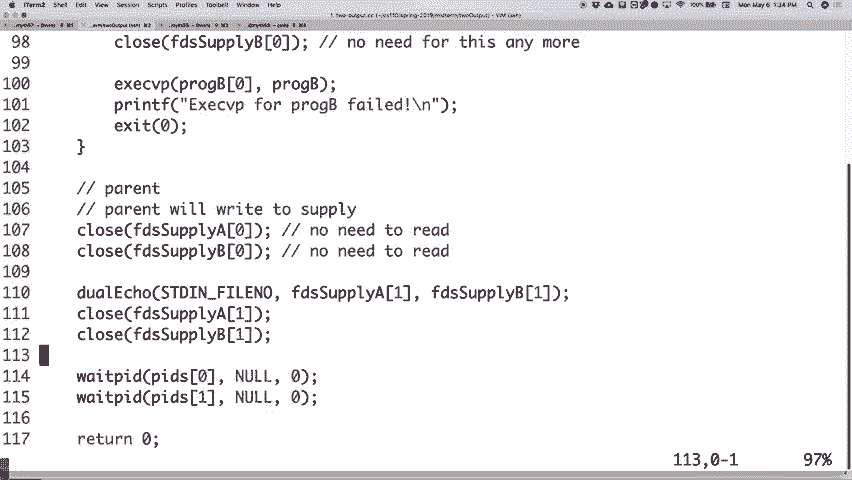 iTerm2 Shell Edit View Session Scripts Profiles Toolbelt Window Help 100% Mon May 6 1:34 PM
98 close(fdsSupplyB[0]); // no need for this any more
99
100 execvp(progB[0], progB);
101 printf("Execvp for progB failed!\n");
102 exit(0);
103 }
104
105 // parent
106 // parent will write to supply
107 close(fdsSupplyA[0]); // no need to read
108 close(fdsSupplyB[0]); // no need to read
109
110 dualEcho(STDIN_FILENO, fdsSupplyA[1], fdsSupplyB[1]);
111 close(fdsSupplyA[1]);
112 close(fdsSupplyB[1]);
113
114 waitpid(pids[0], NULL, 0);
115 waitpid(pids[1], NULL, 0);
116
117 return 0;
113,0-1 97%